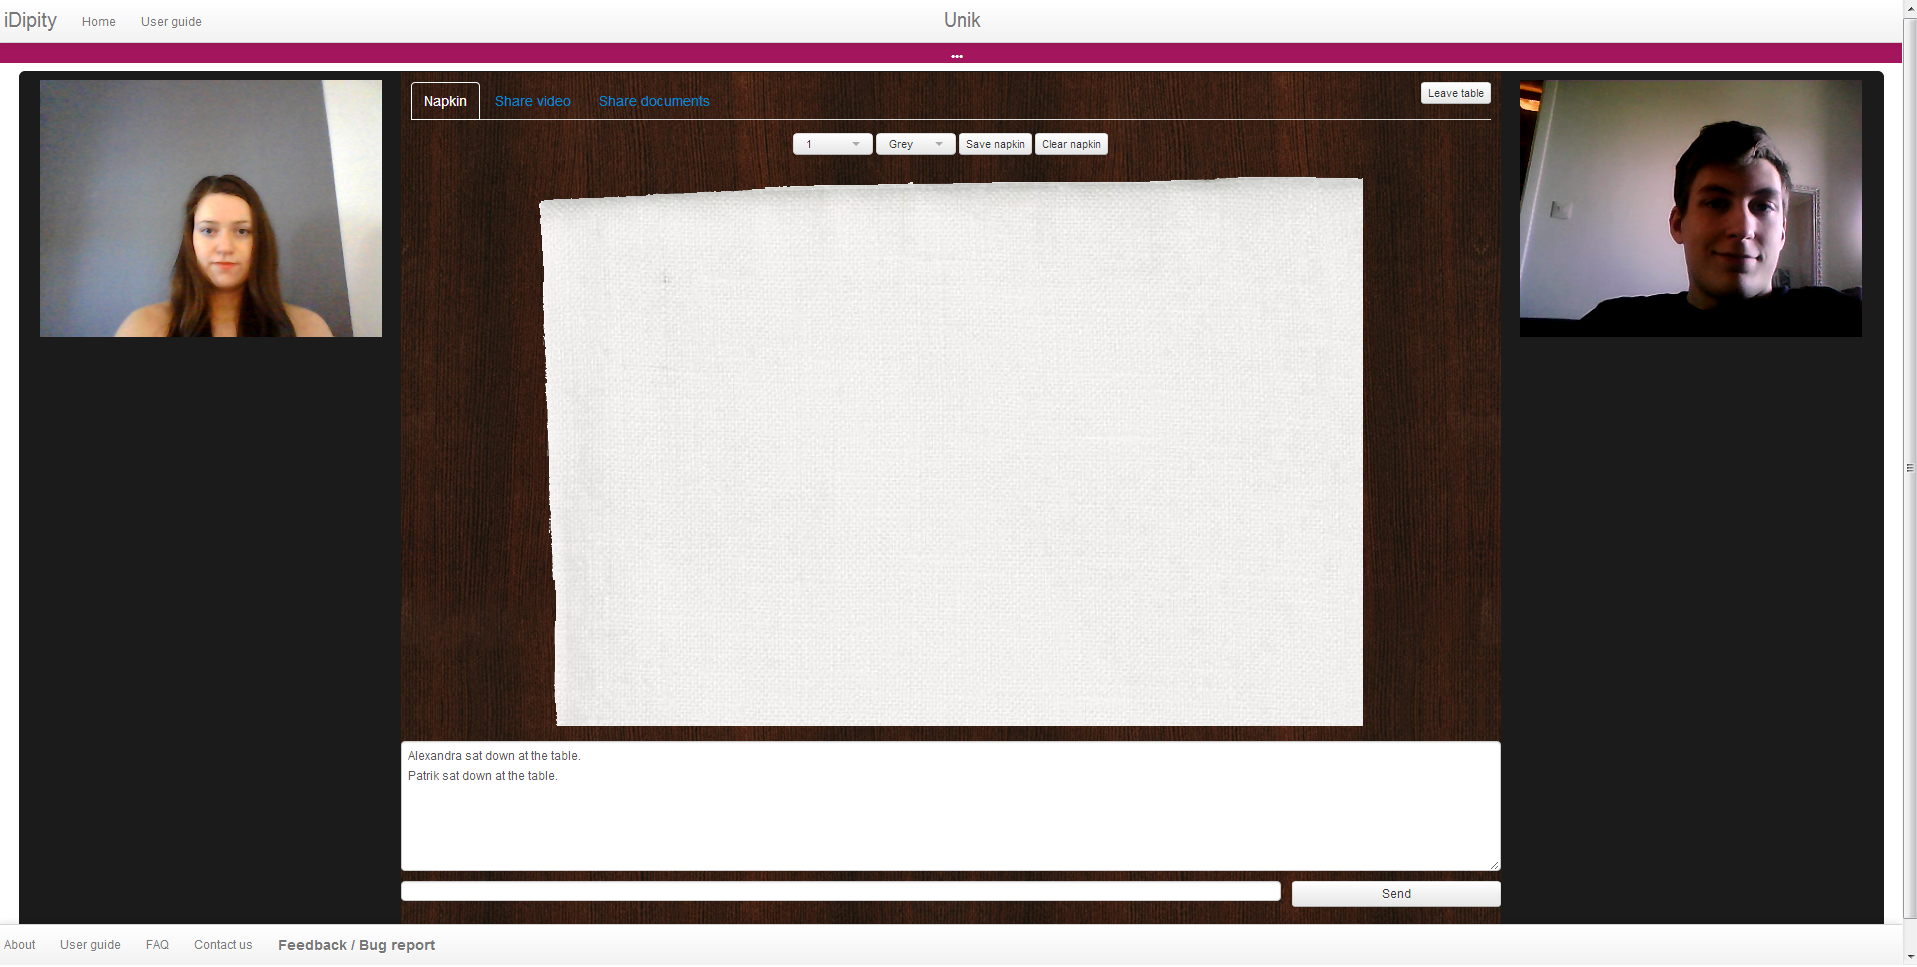 iDipity Home User guide Unik
•••
Napkin Share video Share documents Leave table
1 Grey Save napkin Clear napkin
Alexandra sat down at the table.
Patrik sat down at the table.
Send
About User guide FAQ Contact us Feedback / Bug report